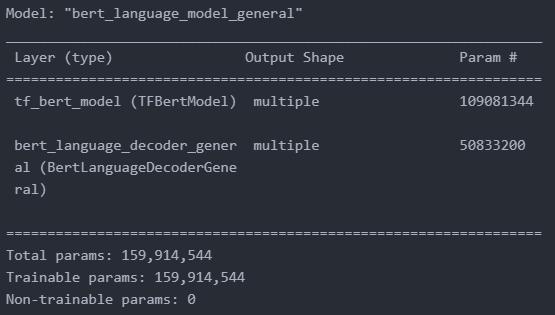 Model: "bert_language_model_general"
_________________________________________________________________
Layer (type) Output Shape Param #
=================================================================
tf_bert_model (TFBertModel) multiple 109081344
bert_language_decoder_gener multiple 50833200
al (BertLanguageDecoderGene
ral)
=================================================================
Total params: 159,914,544
Trainable params: 159,914,544
Non-trainable params: 0